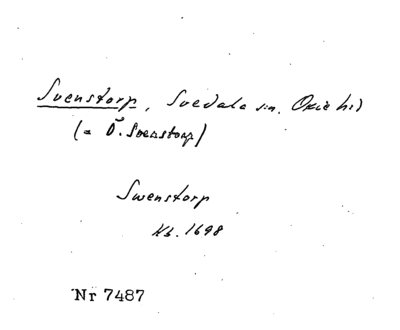 Svenstorp, Svedala sn. Oxie hd
(= Ö. Svenstorp)
Swenstorp
Kb. 1698
Nr 7487